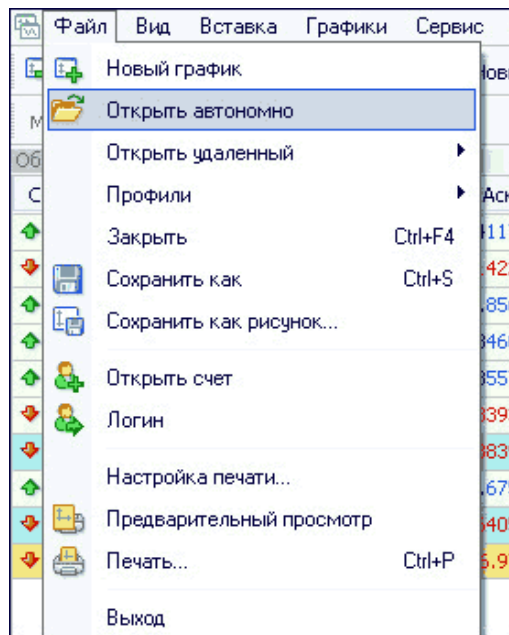 Файл Вид Вставка Графики Сервис
Новый график
Открыть автономно
Открыть удаленный
Профили
Закрыть Ctrl+F4
Сохранить как Ctrl+S
Сохранить как рисунок...
Открыть счет
Логин
Настройка печати...
Предварительный просмотр
Печать... Ctrl+P
Выход